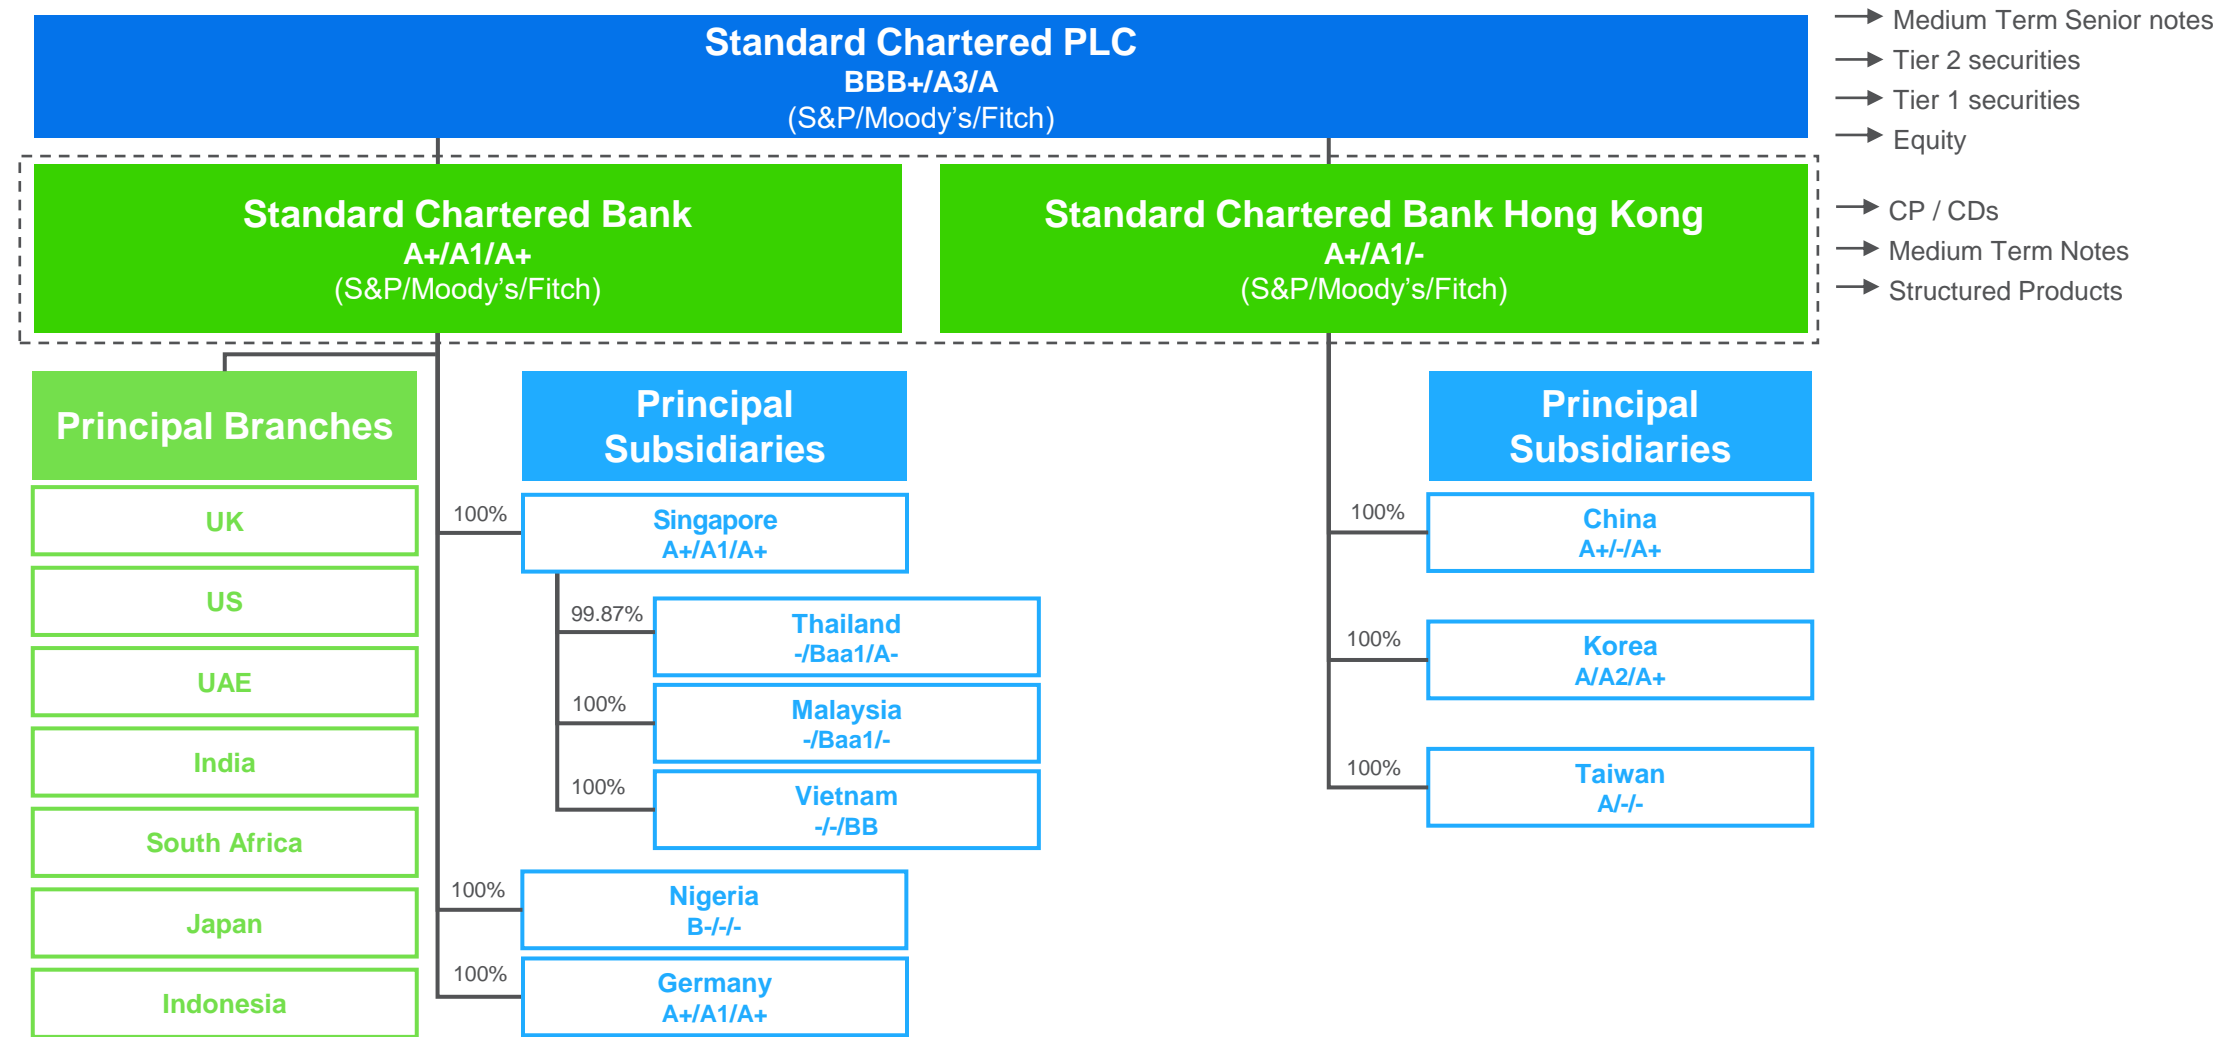 Standard Chartered PLC
BBB+/A3/A
(S&P/Moody's/Fitch)
Medium Term Senior notes
Tier 2 securities
Tier 1 securities
Equity
Standard Chartered Bank
A+/A1/A+
(S&P/Moody's/Fitch)
Standard Chartered Bank Hong Kong
A+/A1/-
(S&P/Moody's/Fitch)
CP / CDs
Medium Term Notes
Structured Products
Principal Branches
UK
US
UAE
India
South Africa
Japan
Indonesia
Principal
Subsidiaries
100%
Singapore
A+/A1/A+
99.87%
Thailand
-/Baa1/A-
100%
Malaysia
-/Baa1/-
100%
Vietnam
-/-/BB
100%
Nigeria
B-/-/-
100%
Germany
A+/A1/A+
Principal
Subsidiaries
100%
China
A+/-/A+
100%
Korea
A/A2/A+
100%
Taiwan
A/-/-